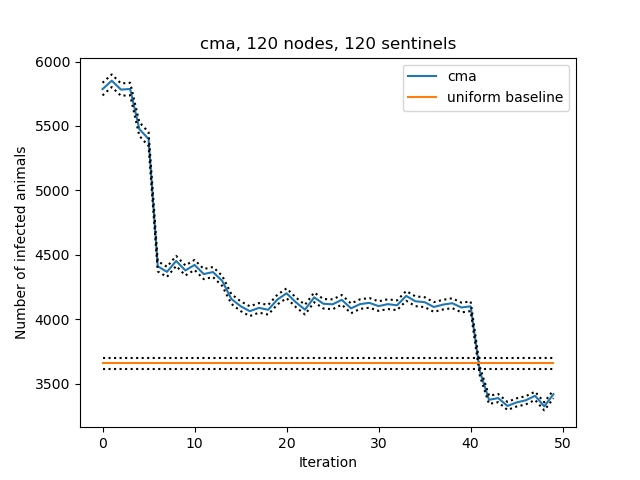 cma, 120 nodes, 120 sentinels
cma
uniform baseline
Number of infected animals
6000
5500
5000
4500
4000
3500
0 10 20 30 40 50
Iteration